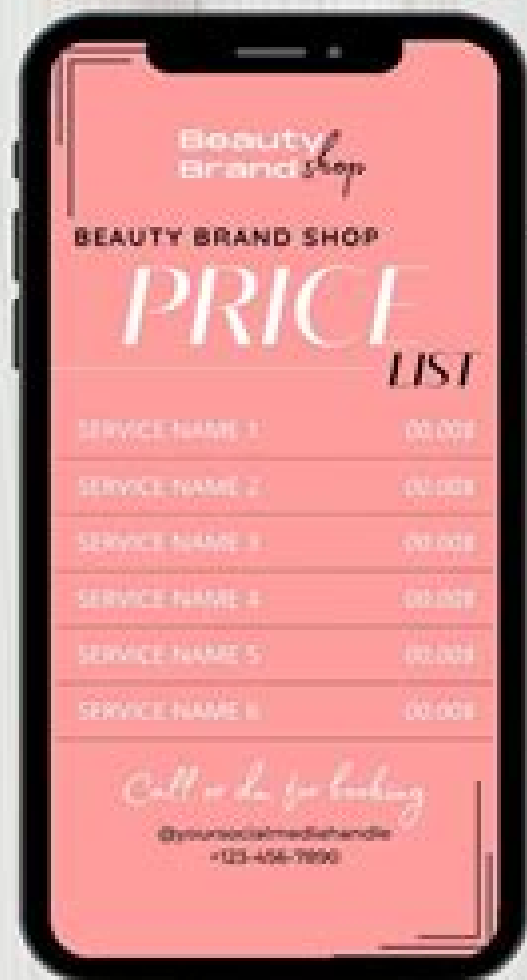 Beauty
Brand shop
BEAUTY BRAND SHOP
PRICE
LIST
SERVICE NAME 1 00.00$
SERVICE NAME 2 00.00$
SERVICE NAME 3 00.00$
SERVICE NAME 4 00.00$
SERVICE NAME 5 00.00$
SERVICE NAME 6 00.00$
Call or dm for booking
@yoursocialmediahandle
+123-456-7890